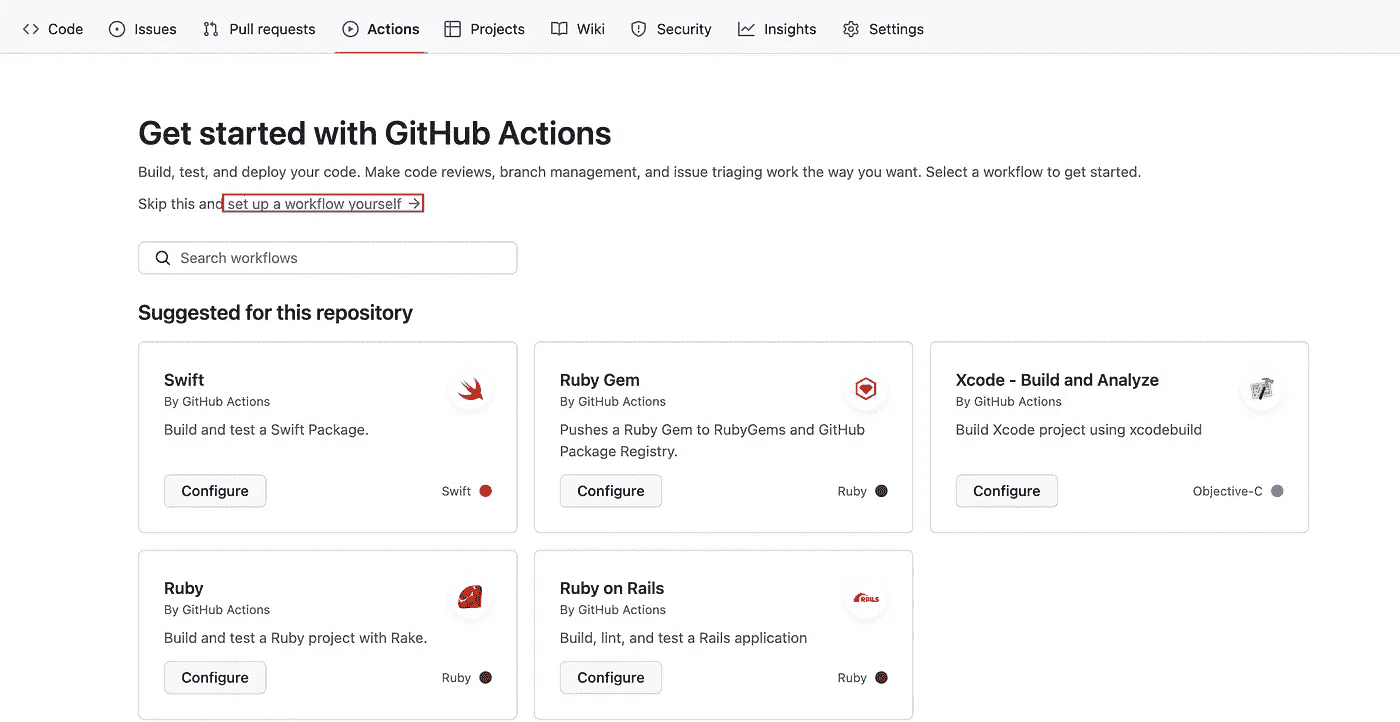 Code Issues Pull requests Actions Projects Wiki Security Insights Settings
Get started with GitHub Actions
Build, test, and deploy your code. Make code reviews, branch management, and issue triaging work the way you want. Select a workflow to get started.
Skip this and set up a workflow yourself →
Search workflows
Suggested for this repository
Swift
By GitHub Actions
Build and test a Swift Package.
Configure
Swift
Ruby Gem
By GitHub Actions
Pushes a Ruby Gem to RubyGems and GitHub
Package Registry.
Configure
Ruby
Xcode - Build and Analyze
By GitHub Actions
Build Xcode project using xcodebuild
Configure
Objective-C
Ruby
By GitHub Actions
Build and test a Ruby project with Rake.
Configure
Ruby
Ruby on Rails
By GitHub Actions
RAILS
Build, lint, and test a Rails application
Configure
Ruby